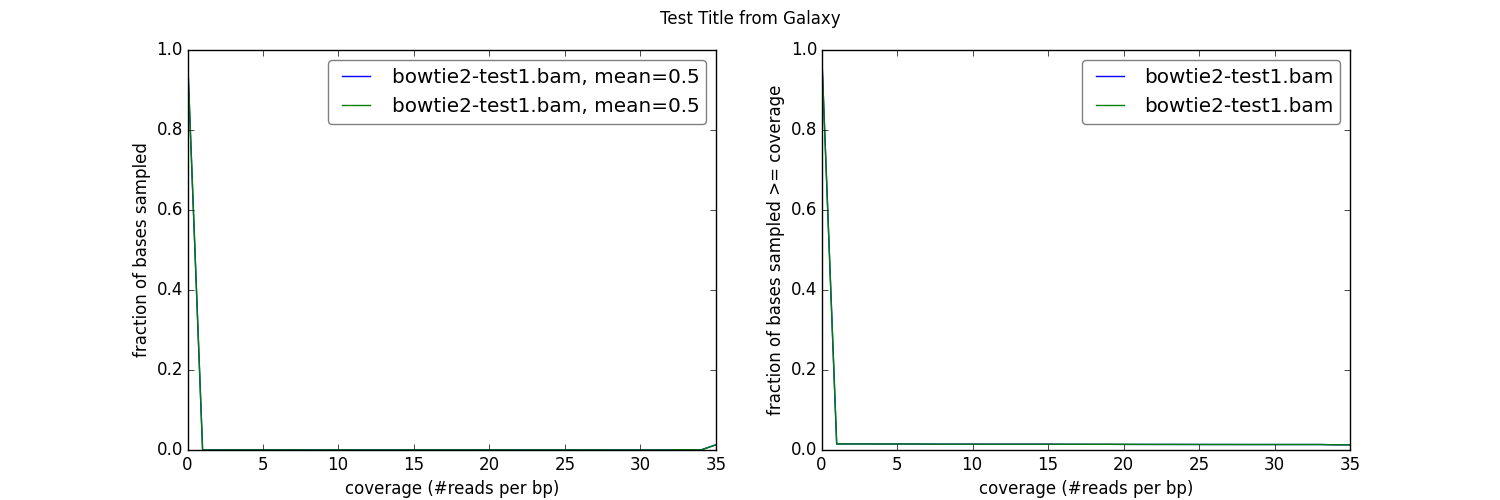 Test Title from Galaxy
fraction of bases sampled
1.0
0.8
0.6
0.4
0.2
0.0
bowtie2-test1.bam, mean=0.5
bowtie2-test1.bam, mean=0.5
0 5 10 15 20 25 30 35
coverage (#reads per bp)
fraction of bases sampled >= coverage
1.0
0.8
0.6
0.4
0.2
0.0
bowtie2-test1.bam
bowtie2-test1.bam
0 5 10 15 20 25 30 35
coverage (#reads per bp)